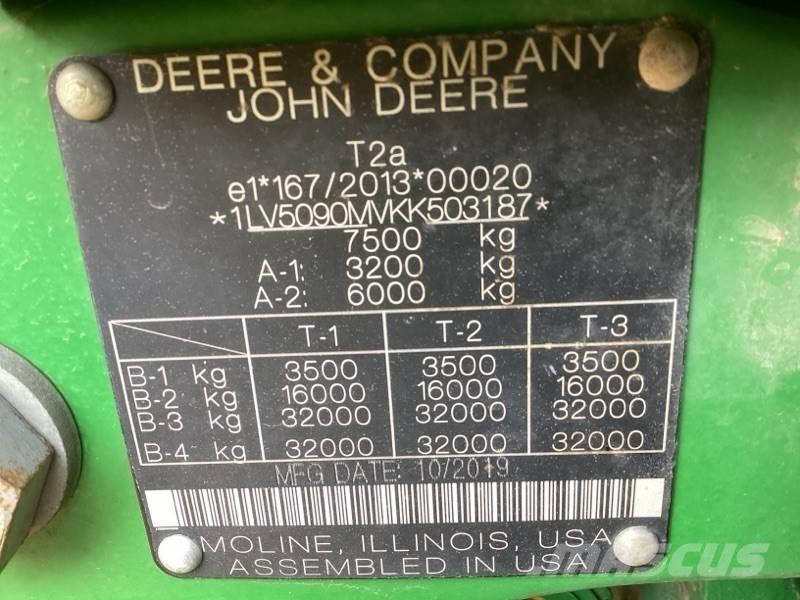 DEERE & COMPANY
JOHN DEERE
T2a
e1*167/2013*00020
*1LV5090MVKK503187*
7500 kg
A-1: 3200 kg
A-2: 6000 kg
T-1 T-2 T-3
B-1 kg 3500 3500 3500
B-2 kg 16000 16000 16000
B-3 kg 32000 32000 32000
B-4 kg 32000 32000 32000
MFG DATE: 10/2019
MOLINE, ILLINOIS, USA
ASSEMBLED IN USA
MASCUS